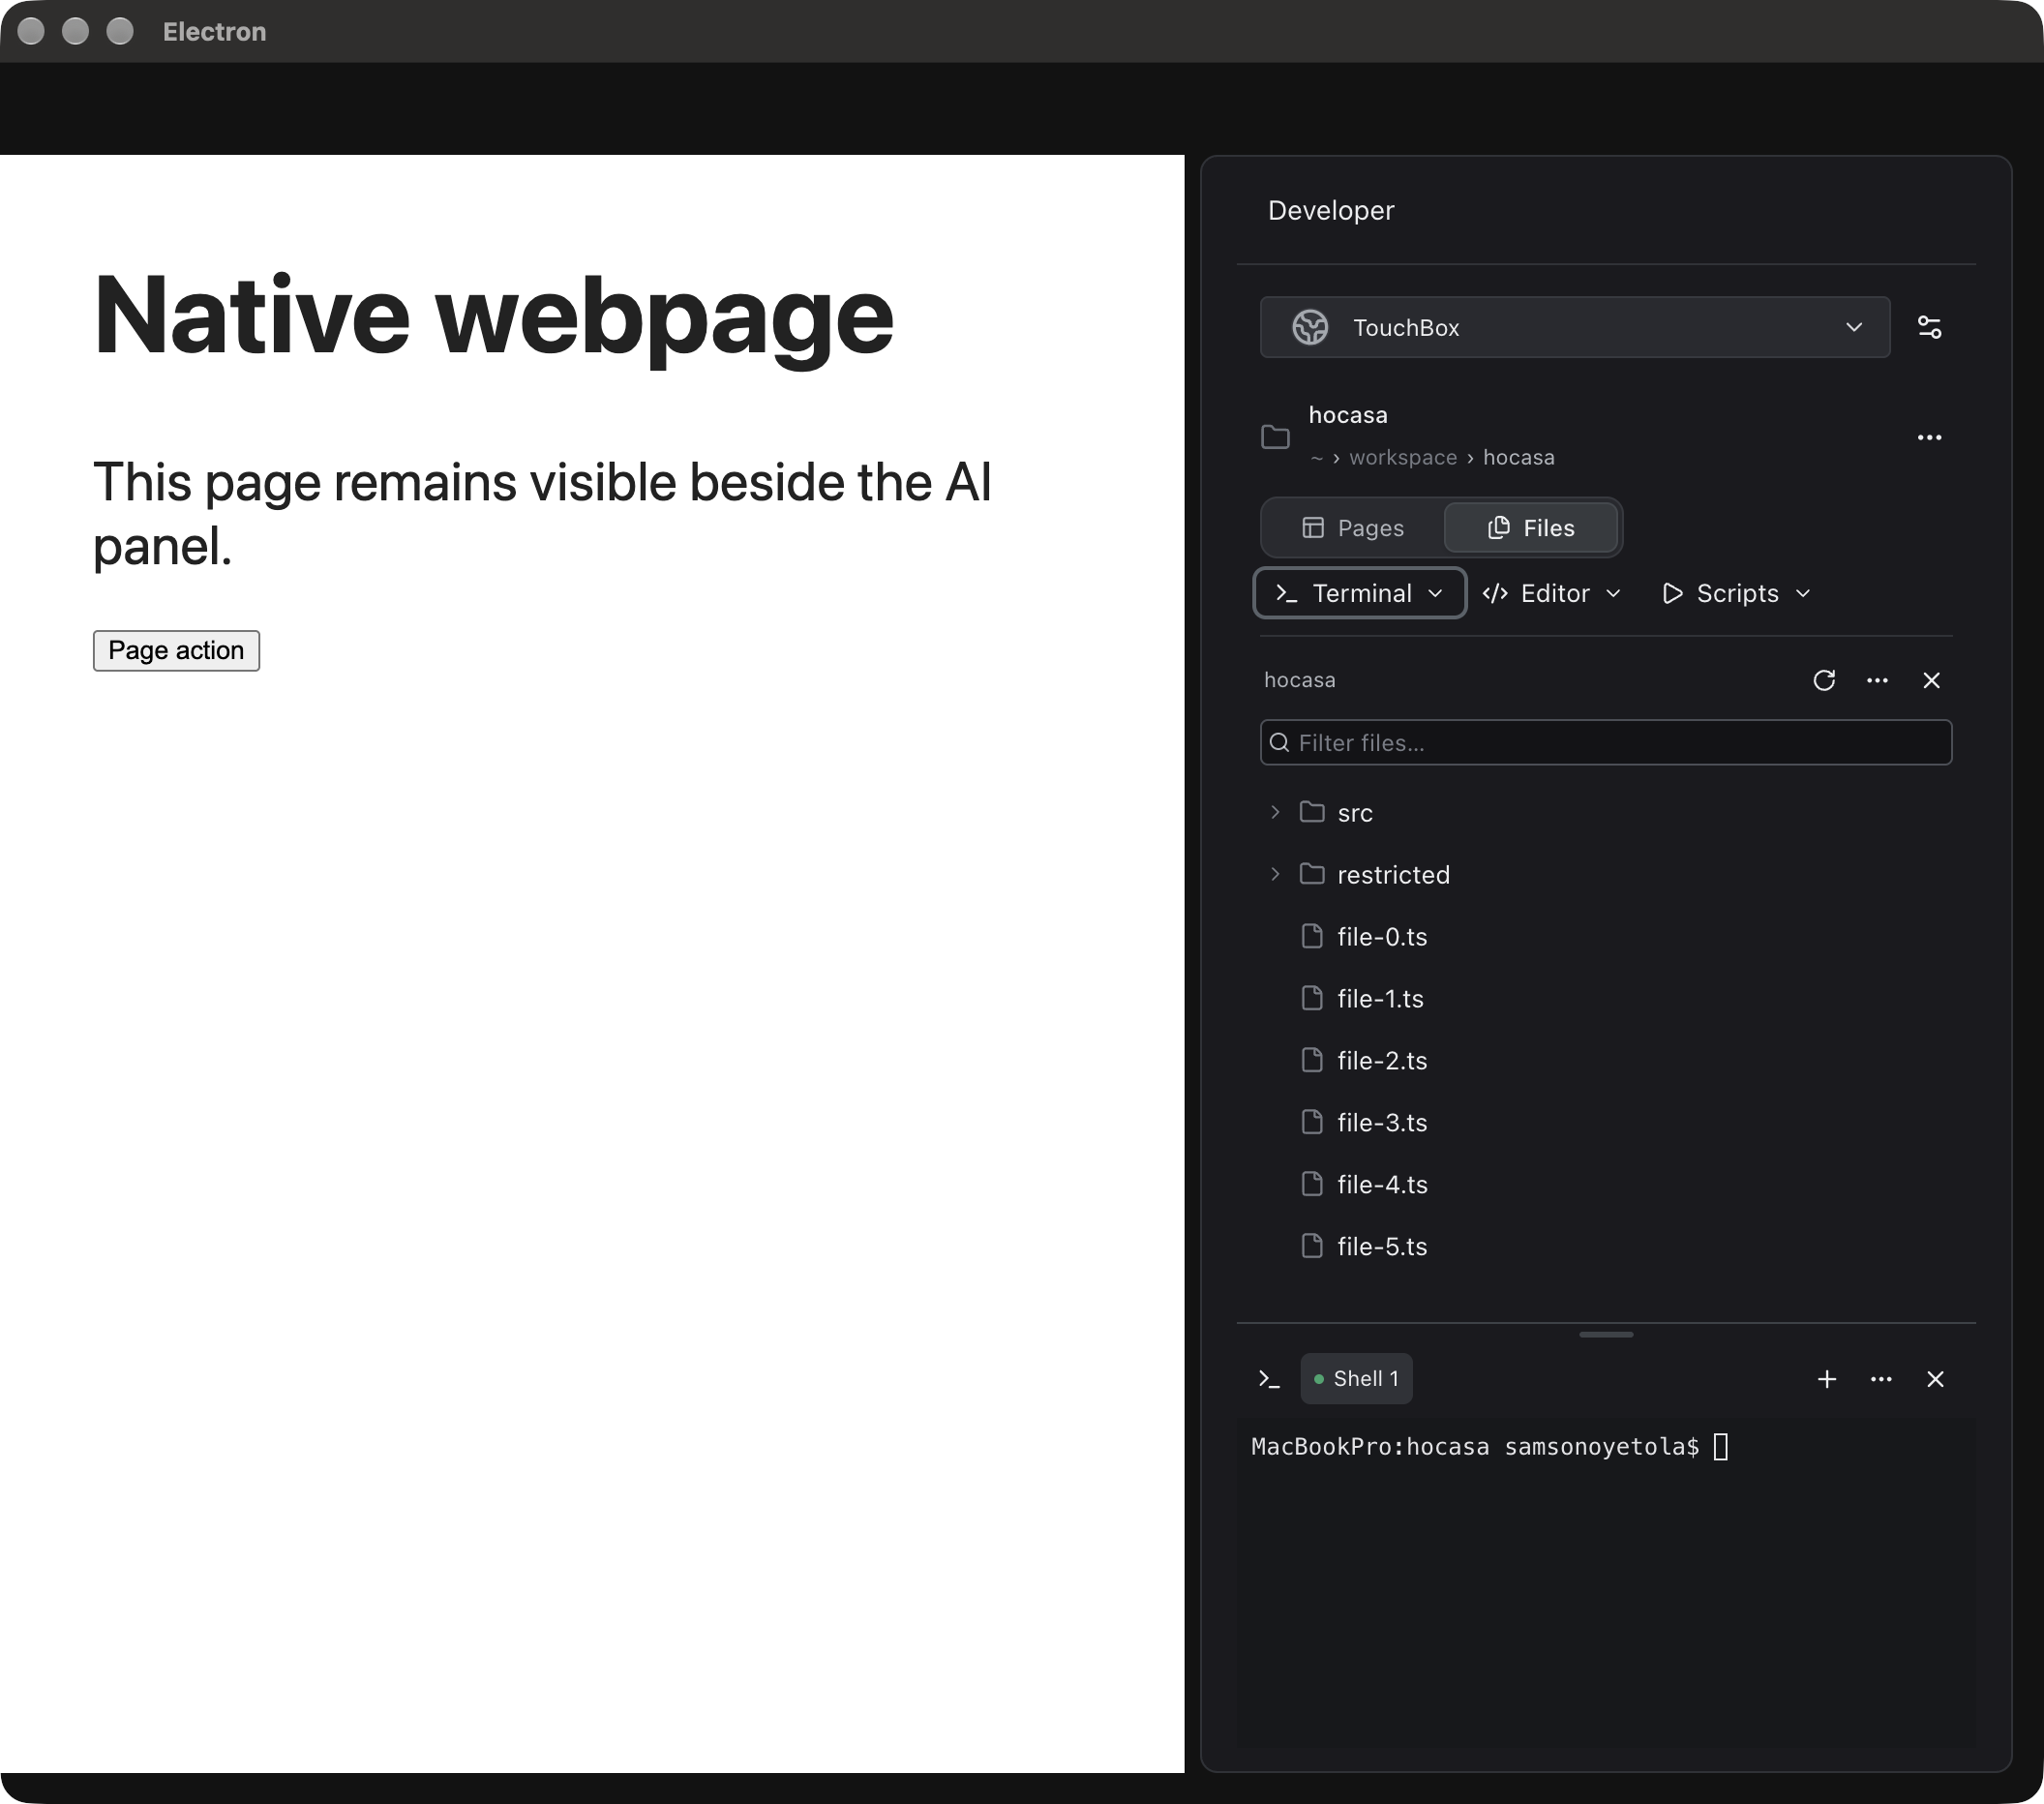 Electron
Native webpage
This page remains visible beside the AI
panel.
Page action
Developer
TouchBox
hocasa
~ › workspace › hocasa
Pages Files
Terminal Editor Scripts
hocasa
Filter files...
src
restricted
file-0.ts
file-1.ts
file-2.ts
file-3.ts
file-4.ts
file-5.ts
Shell 1
MacBookPro:hocasa samsonoyetola$